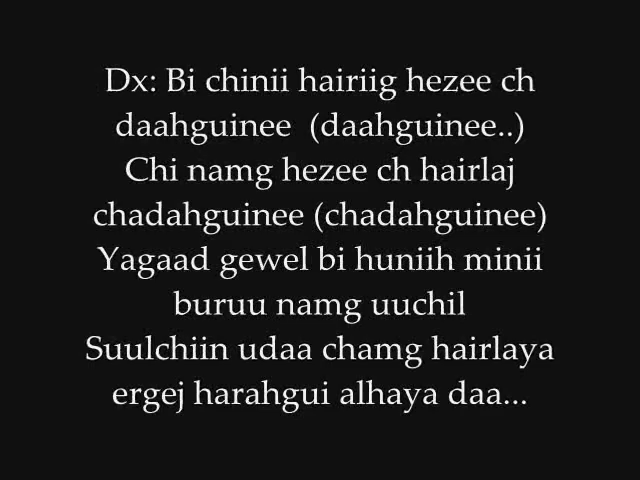 Dx: Bi chinii hairiig hezee ch
daahguinee  (daahguinee..)
Chi namg hezee ch hairlaj
chadahguinee (chadahguinee)
Yagaad gewel bi huniih minii
buruu namg uuchil
Suulchiin udaa chamg hairlaya
ergej harahgui alhaya daa...